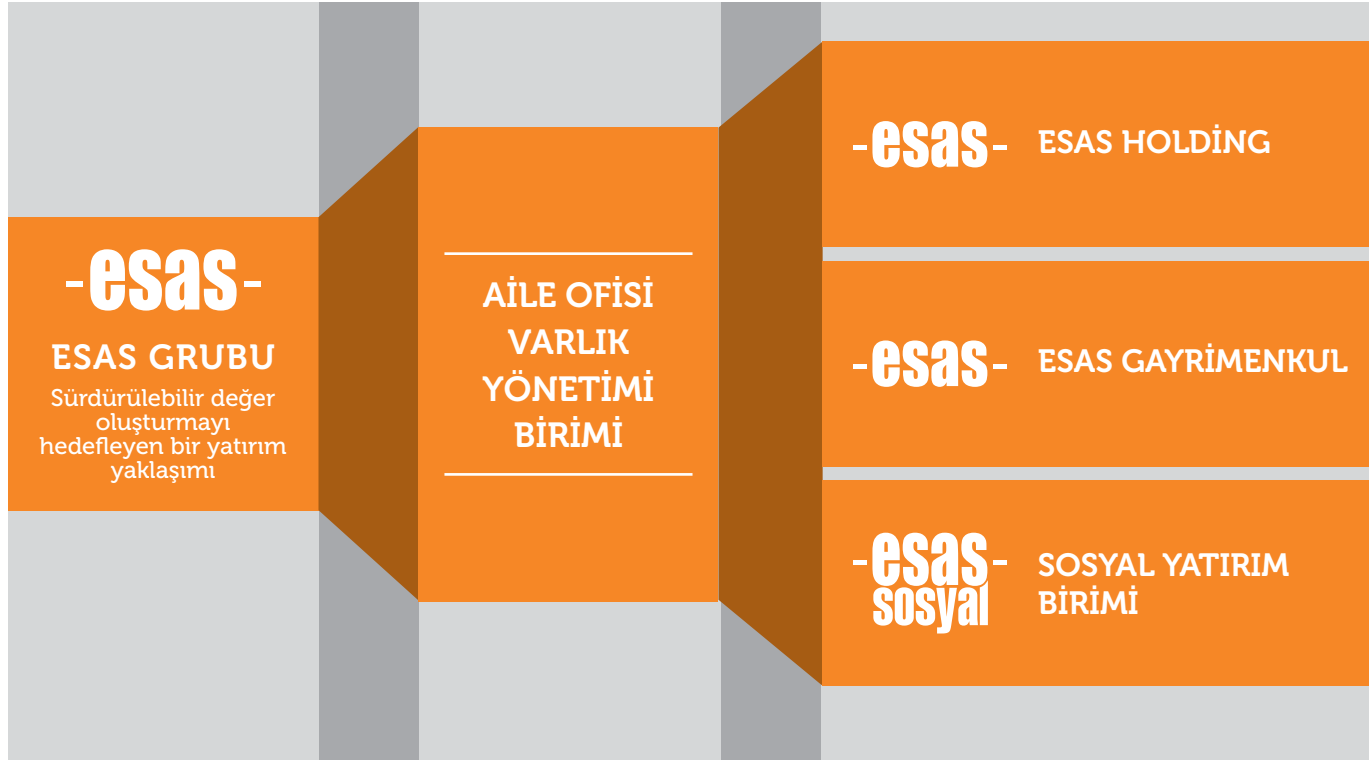 -esas-
ESAS GRUBU
Sürdürülebilir değer
oluşturmayı
hedefleyen bir yatırım
yaklaşımı
AİLE OFİSİ
VARLIK
YÖNETİMİ
BİRİMİ
-esas-
ESAS HOLDİNG
-esas-
ESAS GAYRİMENKUL
-esas-
sosyal
SOSYAL YATIRIM
BİRİMİ